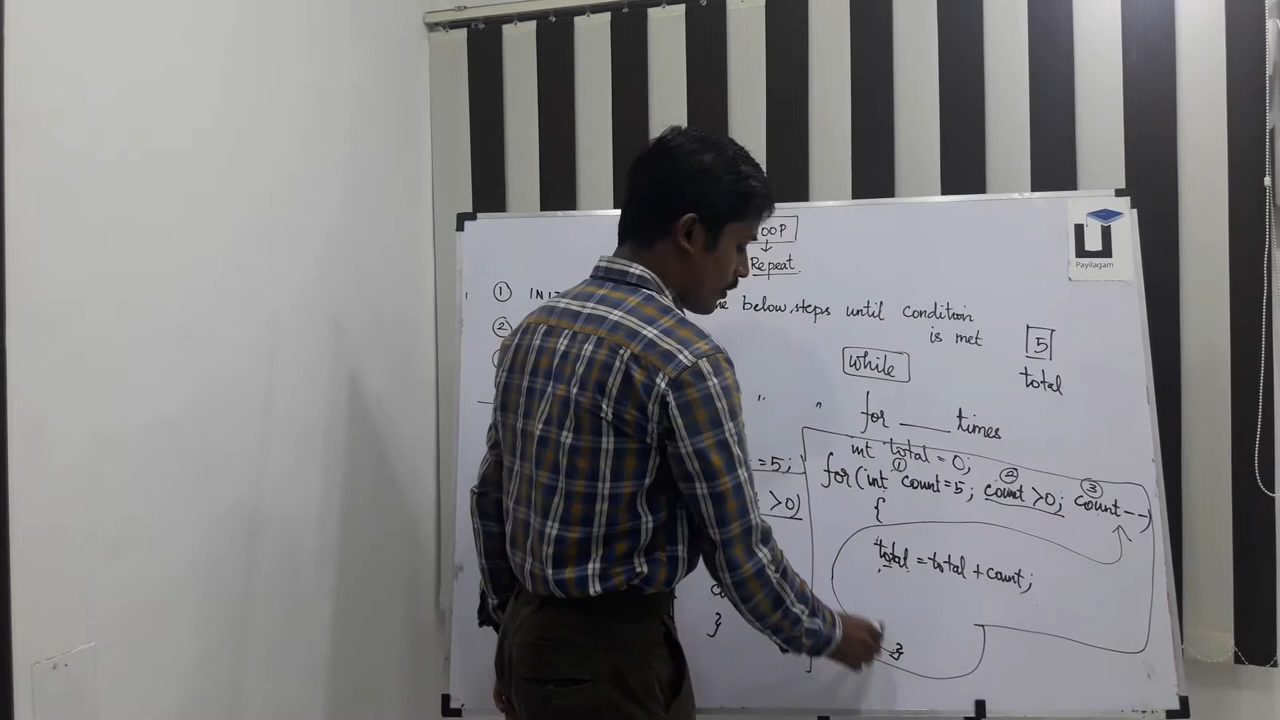 OOP
Repeat
Payilagam
① INI
below, steps until condition
②
is met
5
while
total
" "
for ____ times
int total = 0;
① ② ③
=5; for(int count=5; count >0; count--)
>0)
{
total = total + count;
}
}